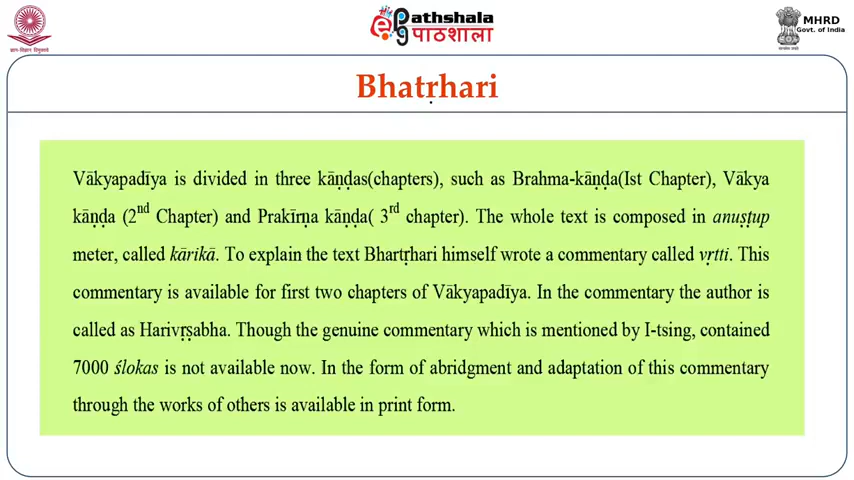 ePathshala
पाठशाला
MHRD
Govt. of India
Bhatṛhari
Vākyapadīya is divided in three kāṇḍas(chapters), such as Brahma-kāṇḍa(Ist Chapter), Vākya
kāṇḍa (2nd Chapter) and Prakīrṇa kāṇḍa( 3rd chapter). The whole text is composed in anuṣṭup
meter, called kārikā. To explain the text Bhartṛhari himself wrote a commentary called vṛtti. This
commentary is available for first two chapters of Vākyapadīya. In the commentary the author is
called as Harivṛṣabha. Though the genuine commentary which is mentioned by I-tsing, contained
7000 ślokas is not available now. In the form of abridgment and adaptation of this commentary
through the works of others is available in print form.